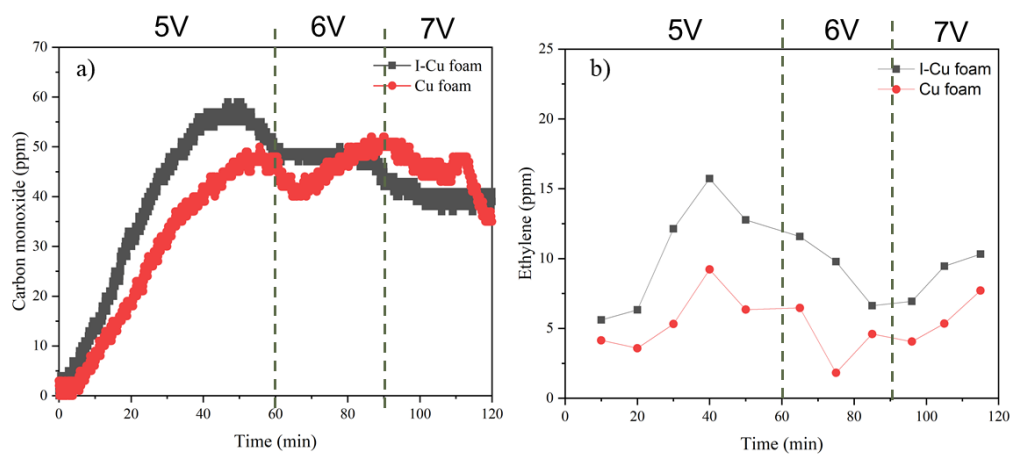 5V 6V 7V
a)
I-Cu foam
Cu foam
Carbon monoxide (ppm)
70
60
50
40
30
20
10
0
0 20 40 60 80 100 120
Time (min)
5V 6V 7V
b)
I-Cu foam
Cu foam
Ethylene (ppm)
25
20
15
10
5
0
0 20 40 60 80 100 120
Time (min)